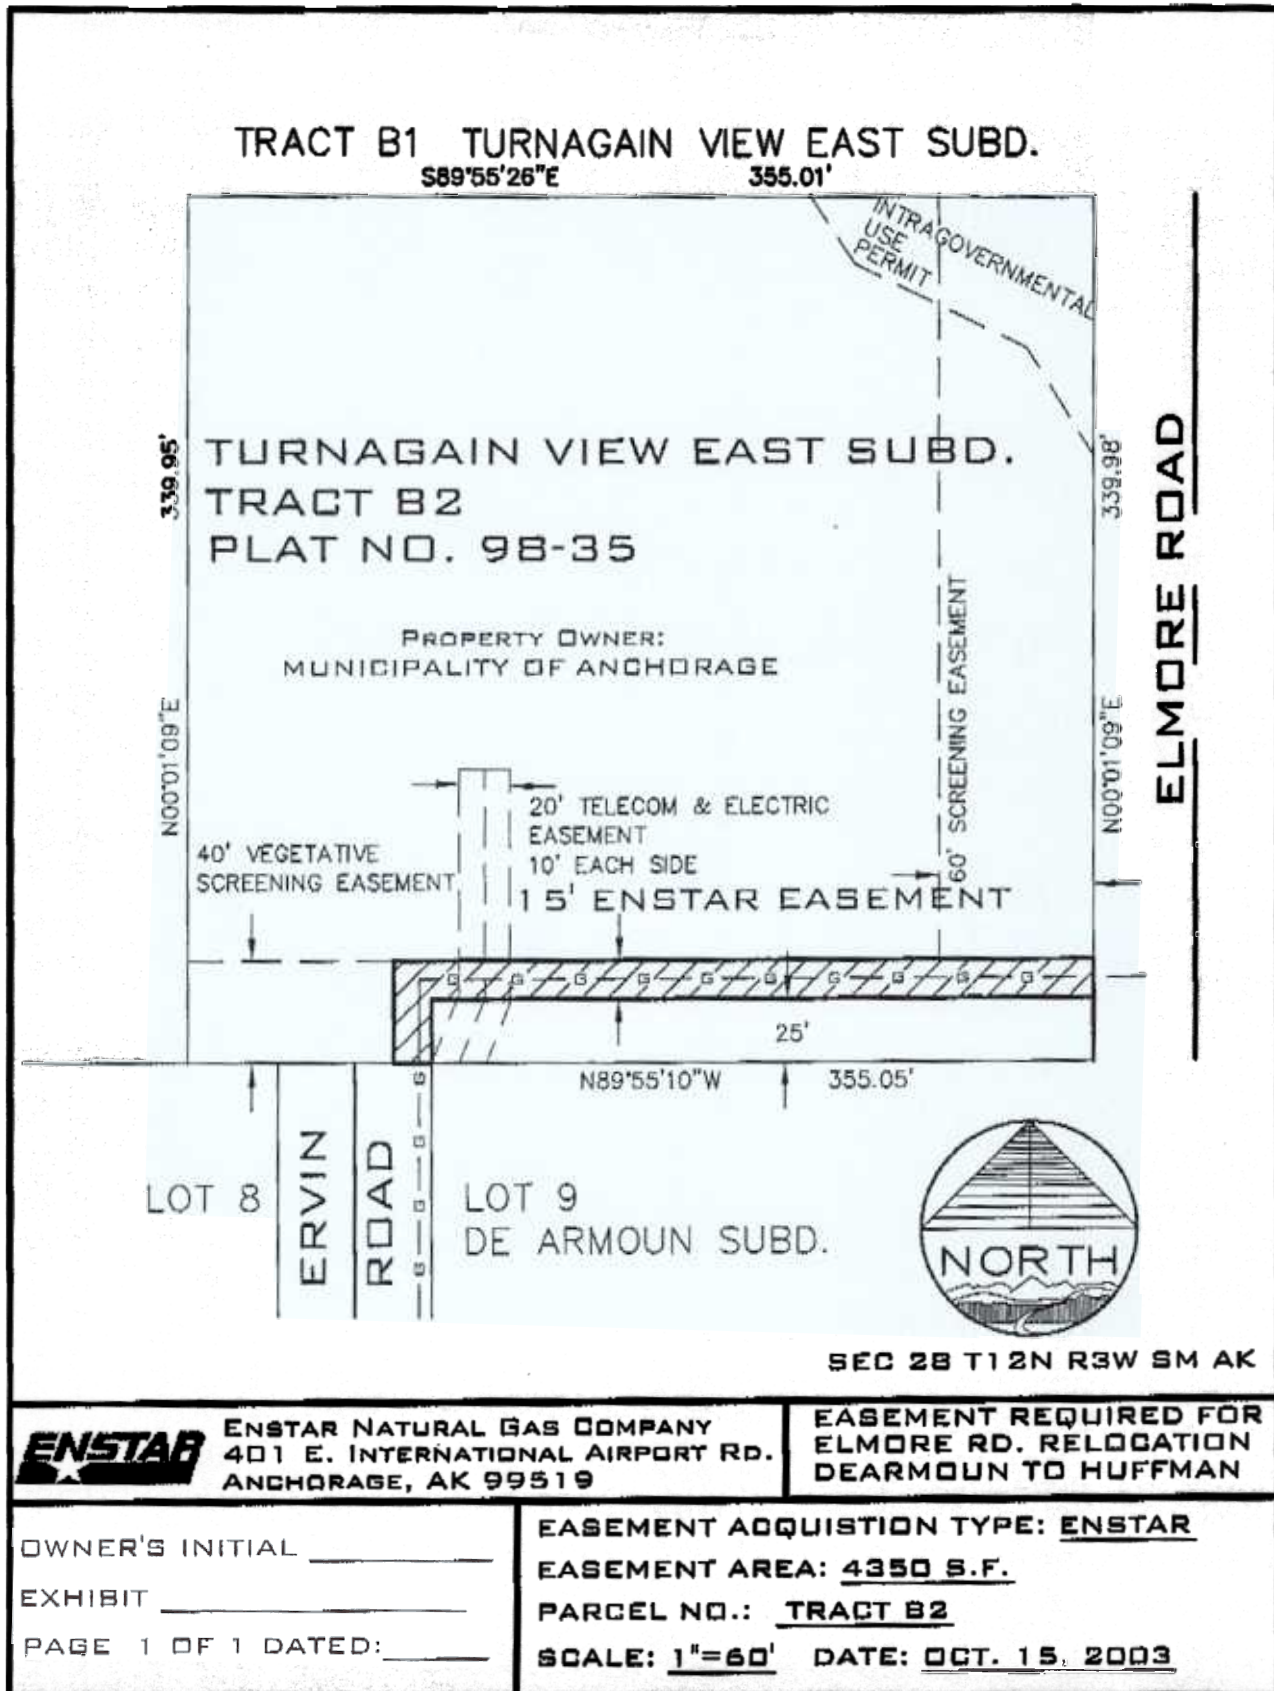 TRACT B1 TURNAGAIN VIEW EAST SUBD.
S89°55'26"E 355.01'
INTRAGOVERNMENTAL
USE
PERMIT
339.95'
TURNAGAIN VIEW EAST SUBD.
TRACT B2
PLAT NO. 98-35
339.98'
ELMORE ROAD
PROPERTY OWNER:
MUNICIPALITY OF ANCHORAGE
N00°01'09"E
60' SCREENING EASEMENT
N00°01'09"E
20' TELECOM & ELECTRIC
EASEMENT
10' EACH SIDE
40' VEGETATIVE
SCREENING EASEMENT
15' ENSTAR EASEMENT
G G G G G G G G G G
25'
N89°55'10"W 355.05'
G
G
G
G
LOT 8
ERVIN
ROAD
LOT 9
DE ARMOUN SUBD.
NORTH
SEC 28 T12N R3W SM AK
ENSTAR
ENSTAR NATURAL GAS COMPANY
401 E. INTERNATIONAL AIRPORT RD.
ANCHORAGE, AK 99519
EASEMENT REQUIRED FOR
ELMORE RD. RELOCATION
DEARMOUN TO HUFFMAN
OWNER'S INITIAL
EXHIBIT
PAGE 1 OF 1 DATED:
EASEMENT ACQUISTION TYPE: ENSTAR
EASEMENT AREA: 4350 S.F.
PARCEL NO.: TRACT B2
SCALE: 1"=60' DATE: OCT. 15, 2003